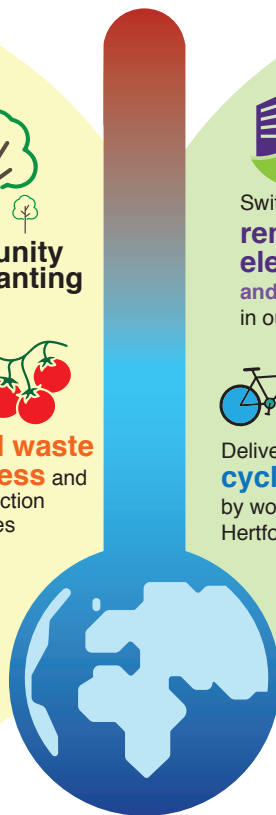 unity
anting
l waste
ess and
ction
es
Swit
ren
ele
and
in ou
Delive
cycl
by wo
Hertfo